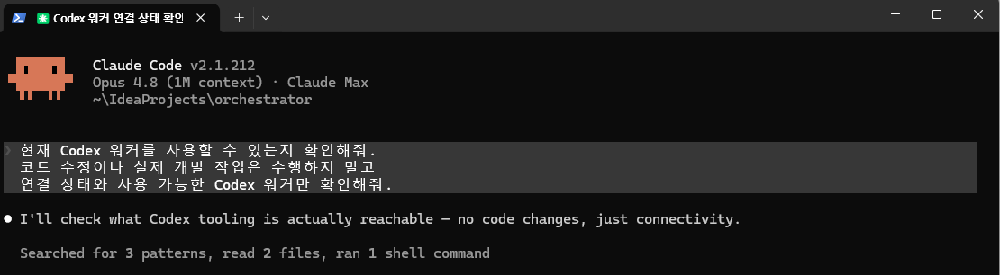 Codex 워커 연결 상태 확인
Claude Code v2.1.212
Opus 4.8 (1M context) · Claude Max
~\IdeaProjects\orchestrator
> 현재 Codex 워커를 사용할 수 있는지 확인해줘.
코드 수정이나 실제 개발 작업은 수행하지 말고
연결 상태와 사용 가능한 Codex 워커만 확인해줘.
● I'll check what Codex tooling is actually reachable — no code changes, just connectivity.
Searched for 3 patterns, read 2 files, ran 1 shell command